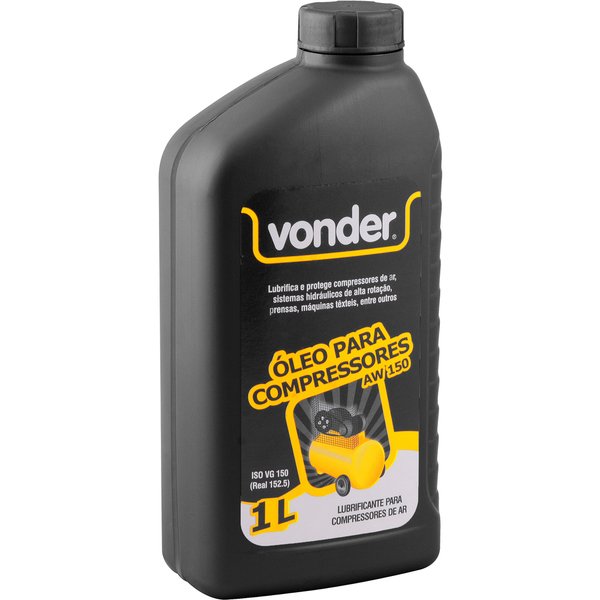 vonder®
Lubrifica e protege compressores de ar,
sistemas hidráulicos de alta rotação,
prensas, máquinas têxteis, entre outros
ÓLEO PARA
COMPRESSORES
AW 150
ISO VG 150
(Real 152.5)
1L
LUBRIFICANTE PARA
COMPRESSORES DE AR